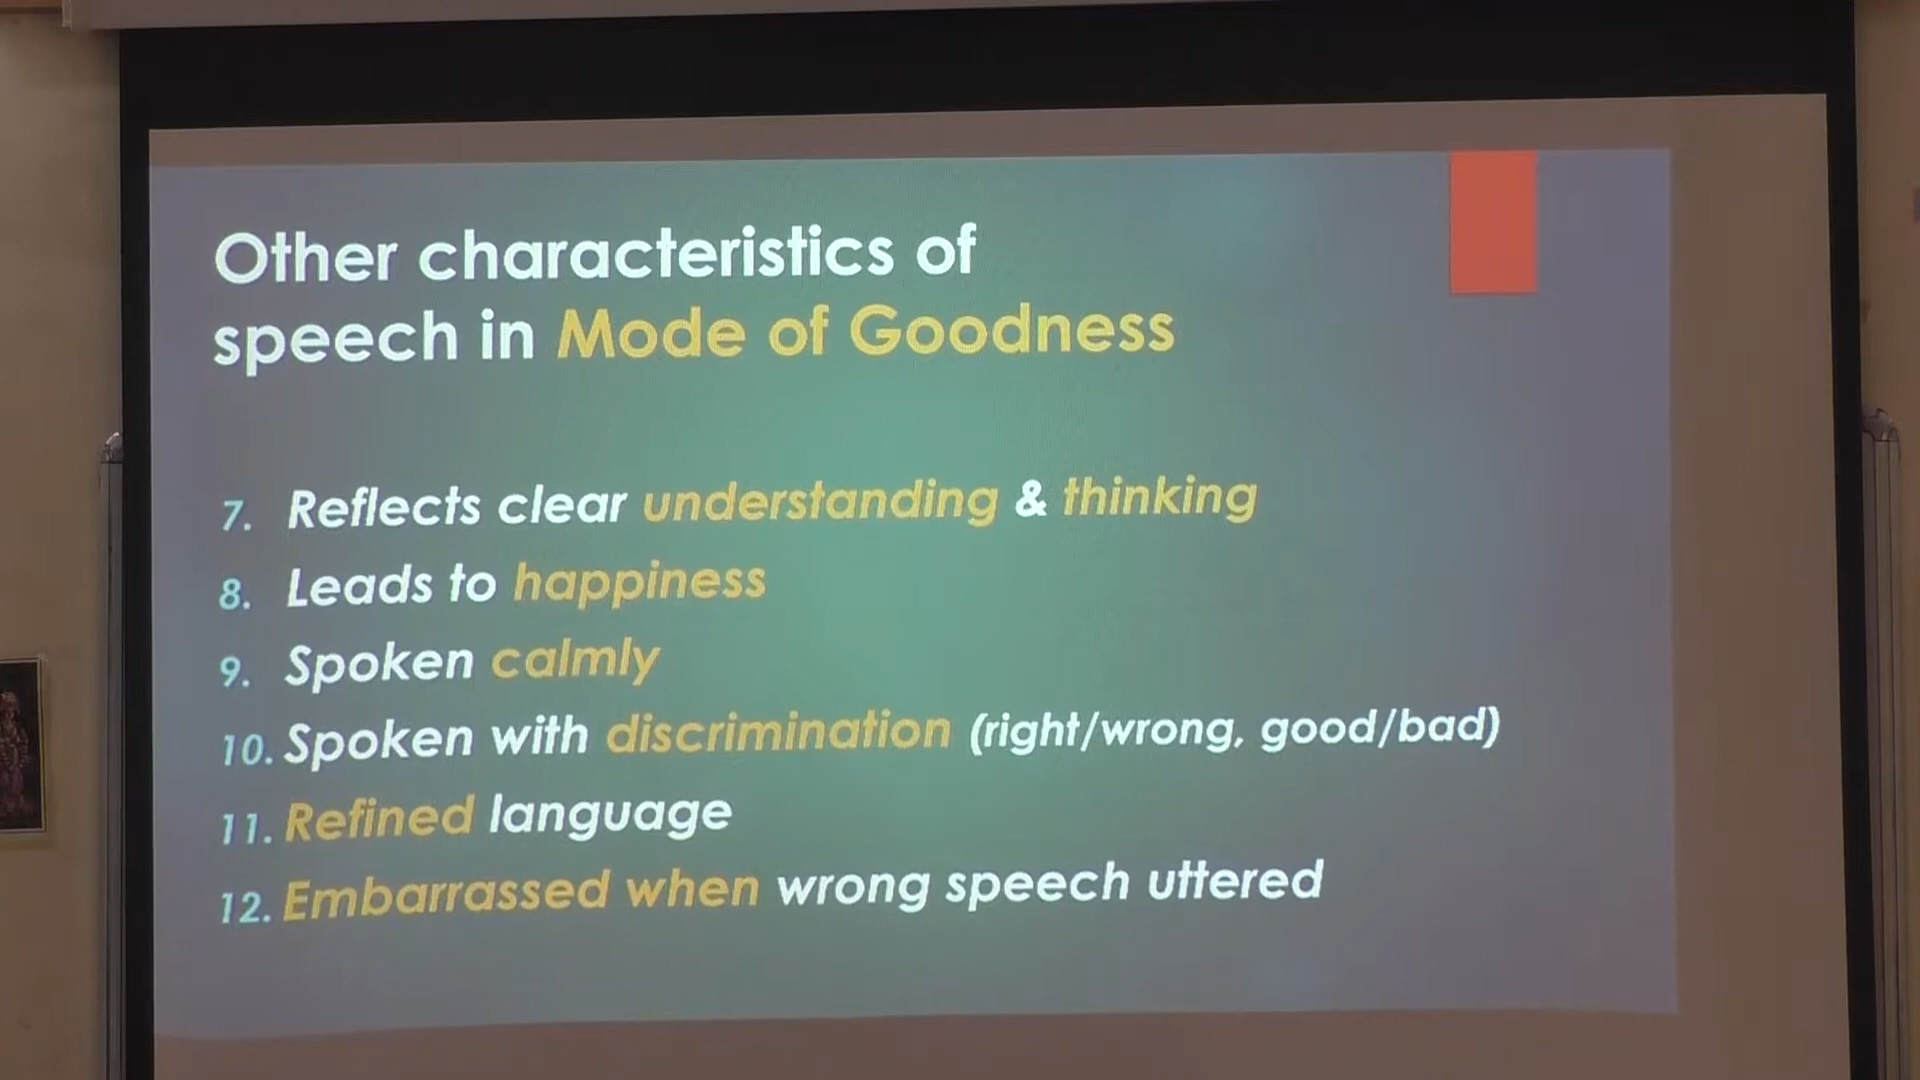 Other characteristics of
speech in Mode of Goodness
7. Reflects clear understanding & thinking
8. Leads to happiness
9. Spoken calmly
10. Spoken with discrimination (right/wrong, good/bad)
11. Refined language
12. Embarrassed when wrong speech uttered